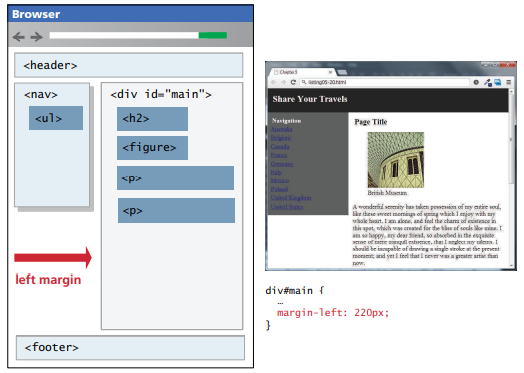 Browser
<header>
<nav>
<ul>
<div id="main">
<h2>
<figure>
<p>
<p>
left margin
<footer>
Chapter 5
listing05-20.html
Share Your Travels
Navigation
Australia
Belgium
Canada
France
Germany
Italy
Mexico
Poland
United Kingdom
United States
Page Title
British Museum
A wonderful serenity has taken possession of my entire soul,
like these sweet mornings of spring which I enjoy with my
whole heart. I am alone, and feel the charm of existence in
this spot, which was created for the bliss of souls like mine. I
am so happy, my dear friend, so absorbed in the exquisite
sense of mere tranquil existence, that I neglect my talents. I
should be incapable of drawing a single stroke at the present
moment; and yet I feel that I never was a greater artist than
now.
div#main {
…
margin-left: 220px;
}